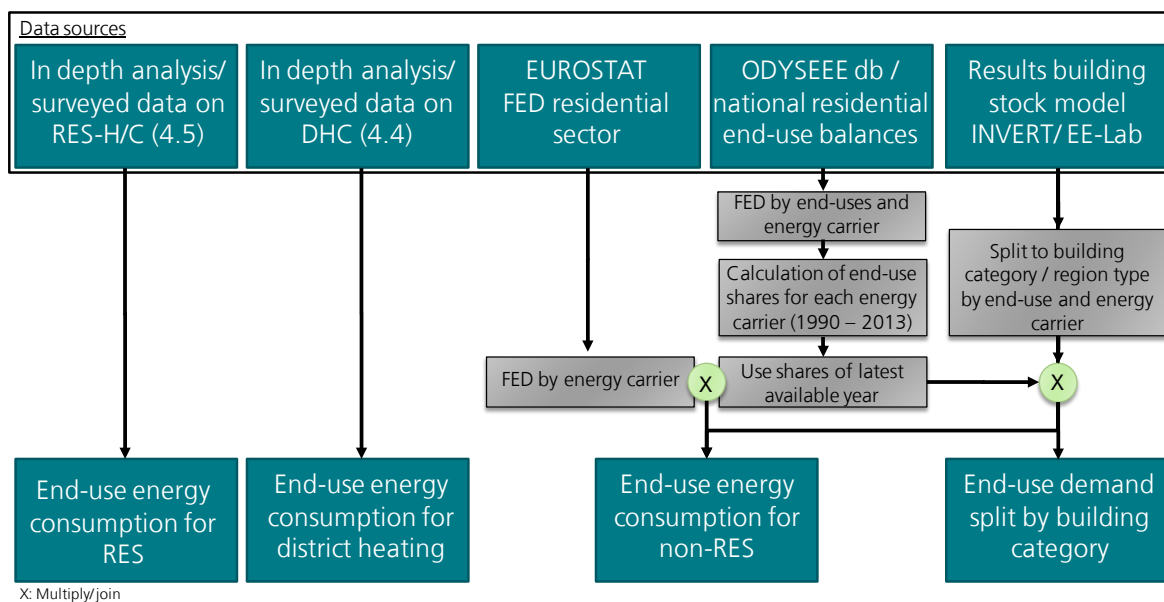 Data sources
In depth analysis/
surveyed data on
RES-H/C (4.5)
In depth analysis/
surveyed data on
DHC (4.4)
EUROSTAT
FED residential
sector
ODYSEEE db /
national residential
end-use balances
Results building
stock model
INVERT/ EE-Lab
FED by end-uses and
energy carrier
Calculation of end-use
shares for each energy
carrier (1990 – 2013)
Split to building
category / region type
by end-use and energy
carrier
FED by energy carrier
X
Use shares of latest
available year
X
End-use energy
consumption for
RES
End-use energy
consumption for
district heating
End-use energy
consumption for
non-RES
End-use demand
split by building
category
X: Multiply/join